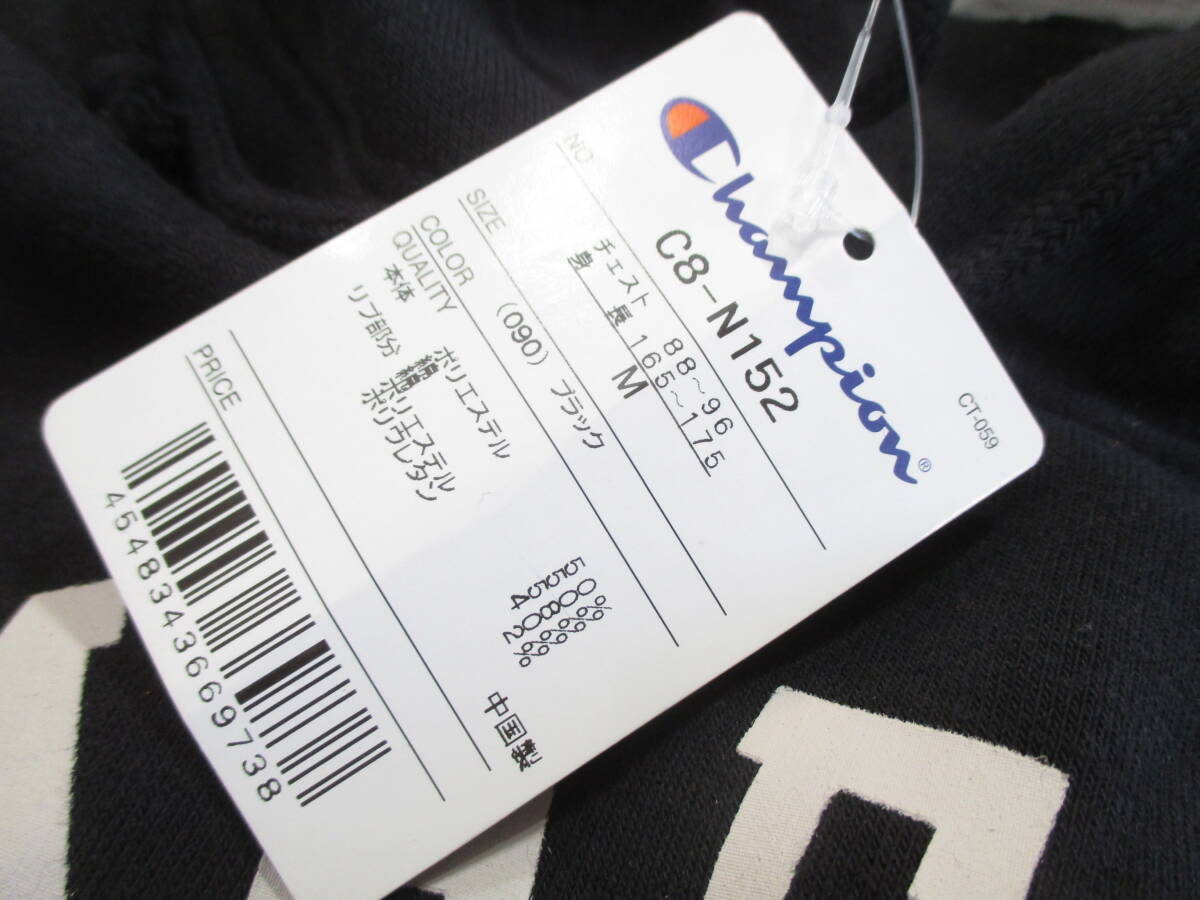 Champion®
CT-059
NO C8-N152
チェスト 88~96
身 長 165~175
SIZE M
COLOR (090) ブラック
QUALITY
本体 ポリエステル 50%
綿 50%
リブ部分 綿 58%
ポリエステル 40%
ポリウレタン 2%
中国製
PRICE
4548343669738